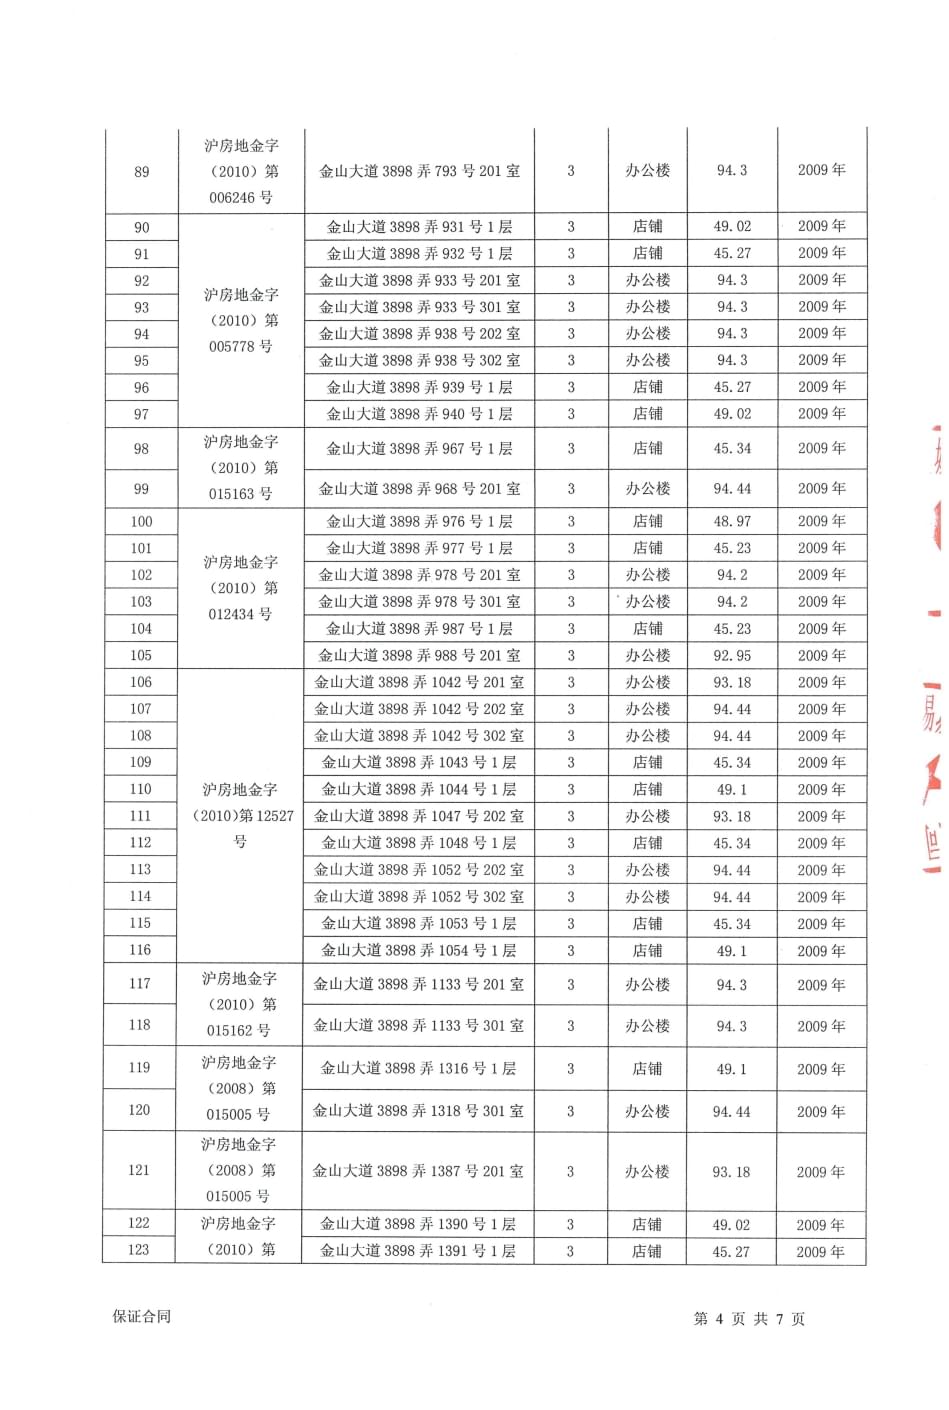 89 沪房地金字（2010）第006246号 金山大道3898弄793号201室 3 办公楼 94.3 2009年
90 沪房地金字（2010）第005778号 金山大道3898弄931号1层 3 店铺 49.02 2009年
91 金山大道3898弄932号1层 3 店铺 45.27 2009年
92 金山大道3898弄933号201室 3 办公楼 94.3 2009年
93 金山大道3898弄933号301室 3 办公楼 94.3 2009年
94 金山大道3898弄938号202室 3 办公楼 94.3 2009年
95 金山大道3898弄938号302室 3 办公楼 94.3 2009年
96 金山大道3898弄939号1层 3 店铺 45.27 2009年
97 金山大道3898弄940号1层 3 店铺 49.02 2009年
98 沪房地金字（2010）第015163号 金山大道3898弄967号1层 3 店铺 45.34 2009年
99 金山大道3898弄968号201室 3 办公楼 94.44 2009年
100 沪房地金字（2010）第012434号 金山大道3898弄976号1层 3 店铺 48.97 2009年
101 金山大道3898弄977号1层 3 店铺 45.23 2009年
102 金山大道3898弄978号201室 3 办公楼 94.2 2009年
103 金山大道3898弄978号301室 3 办公楼 94.2 2009年
104 金山大道3898弄987号1层 3 店铺 45.23 2009年
105 金山大道3898弄988号201室 3 办公楼 92.95 2009年
106 沪房地金字（2010)第12527号 金山大道3898弄1042号201室 3 办公楼 93.18 2009年
107 金山大道3898弄1042号202室 3 办公楼 94.44 2009年
108 金山大道3898弄1042号302室 3 办公楼 94.44 2009年
109 金山大道3898弄1043号1层 3 店铺 45.34 2009年
110 金山大道3898弄1044号1层 3 店铺 49.1 2009年
111 金山大道3898弄1047号202室 3 办公楼 93.18 2009年
112 金山大道3898弄1048号1层 3 店铺 45.34 2009年
113 金山大道3898弄1052号202室 3 办公楼 94.44 2009年
114 金山大道3898弄1052号302室 3 办公楼 94.44 2009年
115 金山大道3898弄1053号1层 3 店铺 45.34 2009年
116 金山大道3898弄1054号1层 3 店铺 49.1 2009年
117 沪房地金字（2010）第015162号 金山大道3898弄1133号201室 3 办公楼 94.3 2009年
118 金山大道3898弄1133号301室 3 办公楼 94.3 2009年
119 沪房地金字（2008）第015005号 金山大道3898弄1316号1层 3 店铺 49.1 2009年
120 金山大道3898弄1318号301室 3 办公楼 94.44 2009年
121 沪房地金字（2008）第015005号 金山大道3898弄1387号201室 3 办公楼 93.18 2009年
122 沪房地金字（2010）第 金山大道3898弄1390号1层 3 店铺 49.02 2009年
123 金山大道3898弄1391号1层 3 店铺 45.27 2009年
保证合同 第 4 页 共 7 页